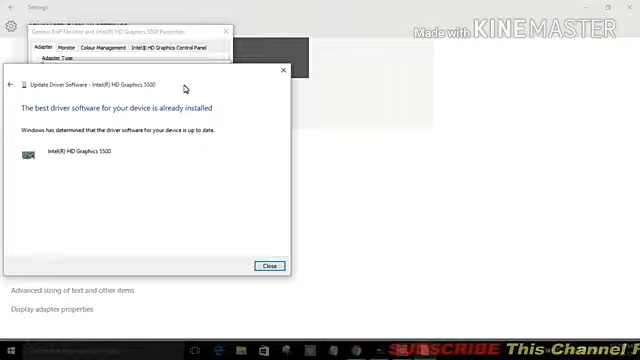 Settings
Generic PnP Monitor and Intel(R) HD Graphics 5500 Properties
Adapter Monitor Colour Management Intel® HD Graphics Control Panel
Adapter Type
Made with KINEMASTER
Update Driver Software - Intel(R) HD Graphics 5500
The best driver software for your device is already installed
Windows has determined that the driver software for your device is up to date.
Intel(R) HD Graphics 5500
Close
Advanced sizing of text and other items
Display adapter properties
SUBSCRIBE This Channel F